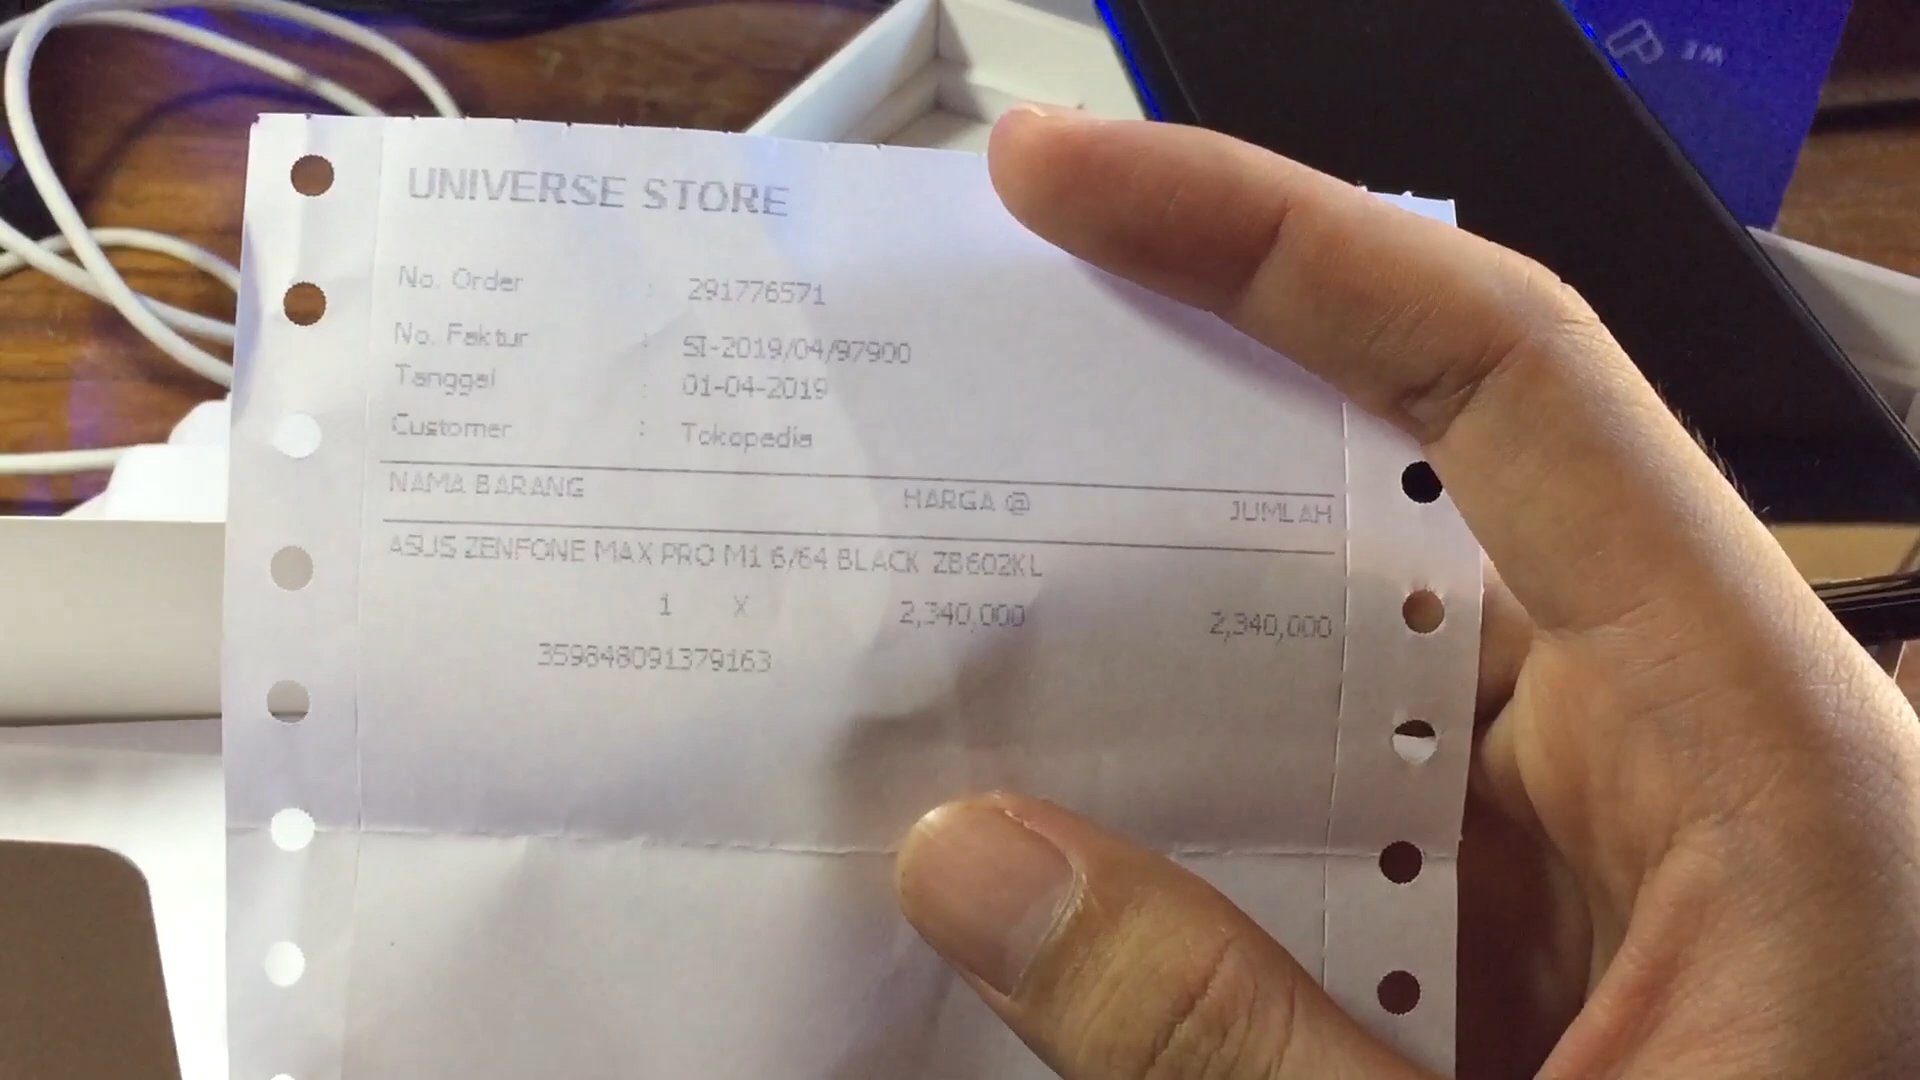 UNIVERSE STORE
No. Order : 291776571
No. Faktur : SI-2019/04/97900
Tanggal : 01-04-2019
Customer : Tokopedia
NAMA BARANG HARGA @ JUMLAH
ASUS ZENFONE MAX PRO M1 6/64 BLACK ZB602KL
1 X 2,340,000 2,340,000
359848091379163
WE